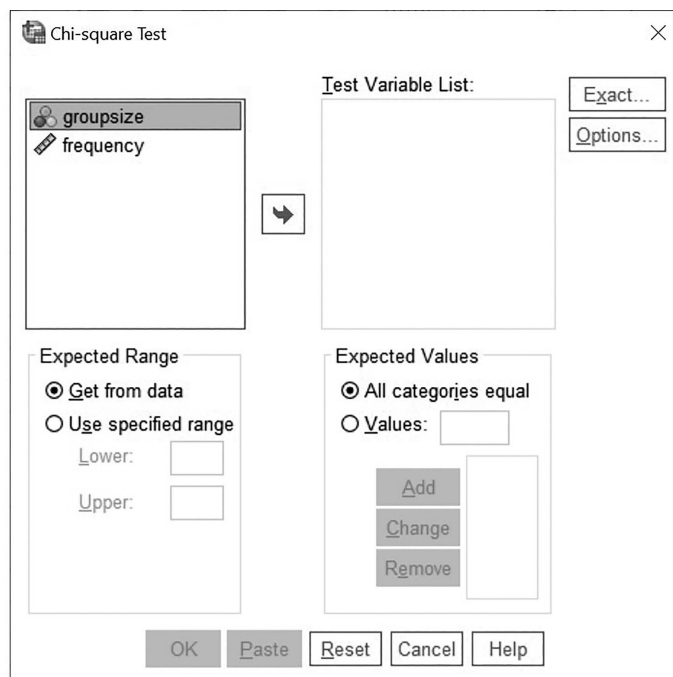 Chi-square Test
Test Variable List:
groupsize
frequency
Exact...
Options...
Expected Range
Get from data
Use specified range
Lower:
Upper:
Expected Values
All categories equal
Values:
Add
Change
Remove
OK
Paste
Reset
Cancel
Help